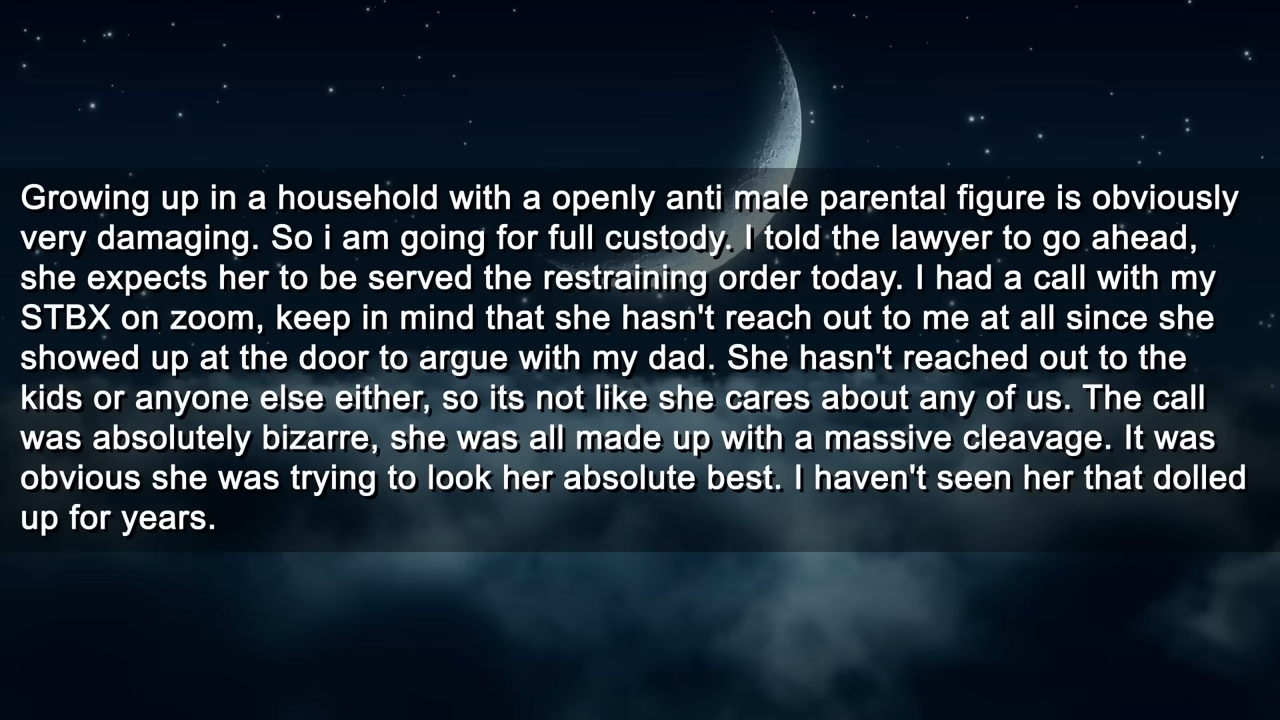 Growing up in a household with a openly anti male parental figure is obviously
very damaging. So i am going for full custody. I told the lawyer to go ahead,
she expects her to be served the restraining order today. I had a call with my
STBX on zoom, keep in mind that she hasn't reach out to me at all since she
showed up at the door to argue with my dad. She hasn't reached out to the
kids or anyone else either, so its not like she cares about any of us. The call
was absolutely bizarre, she was all made up with a massive cleavage. It was
obvious she was trying to look her absolute best. I haven't seen her that dolled
up for years.